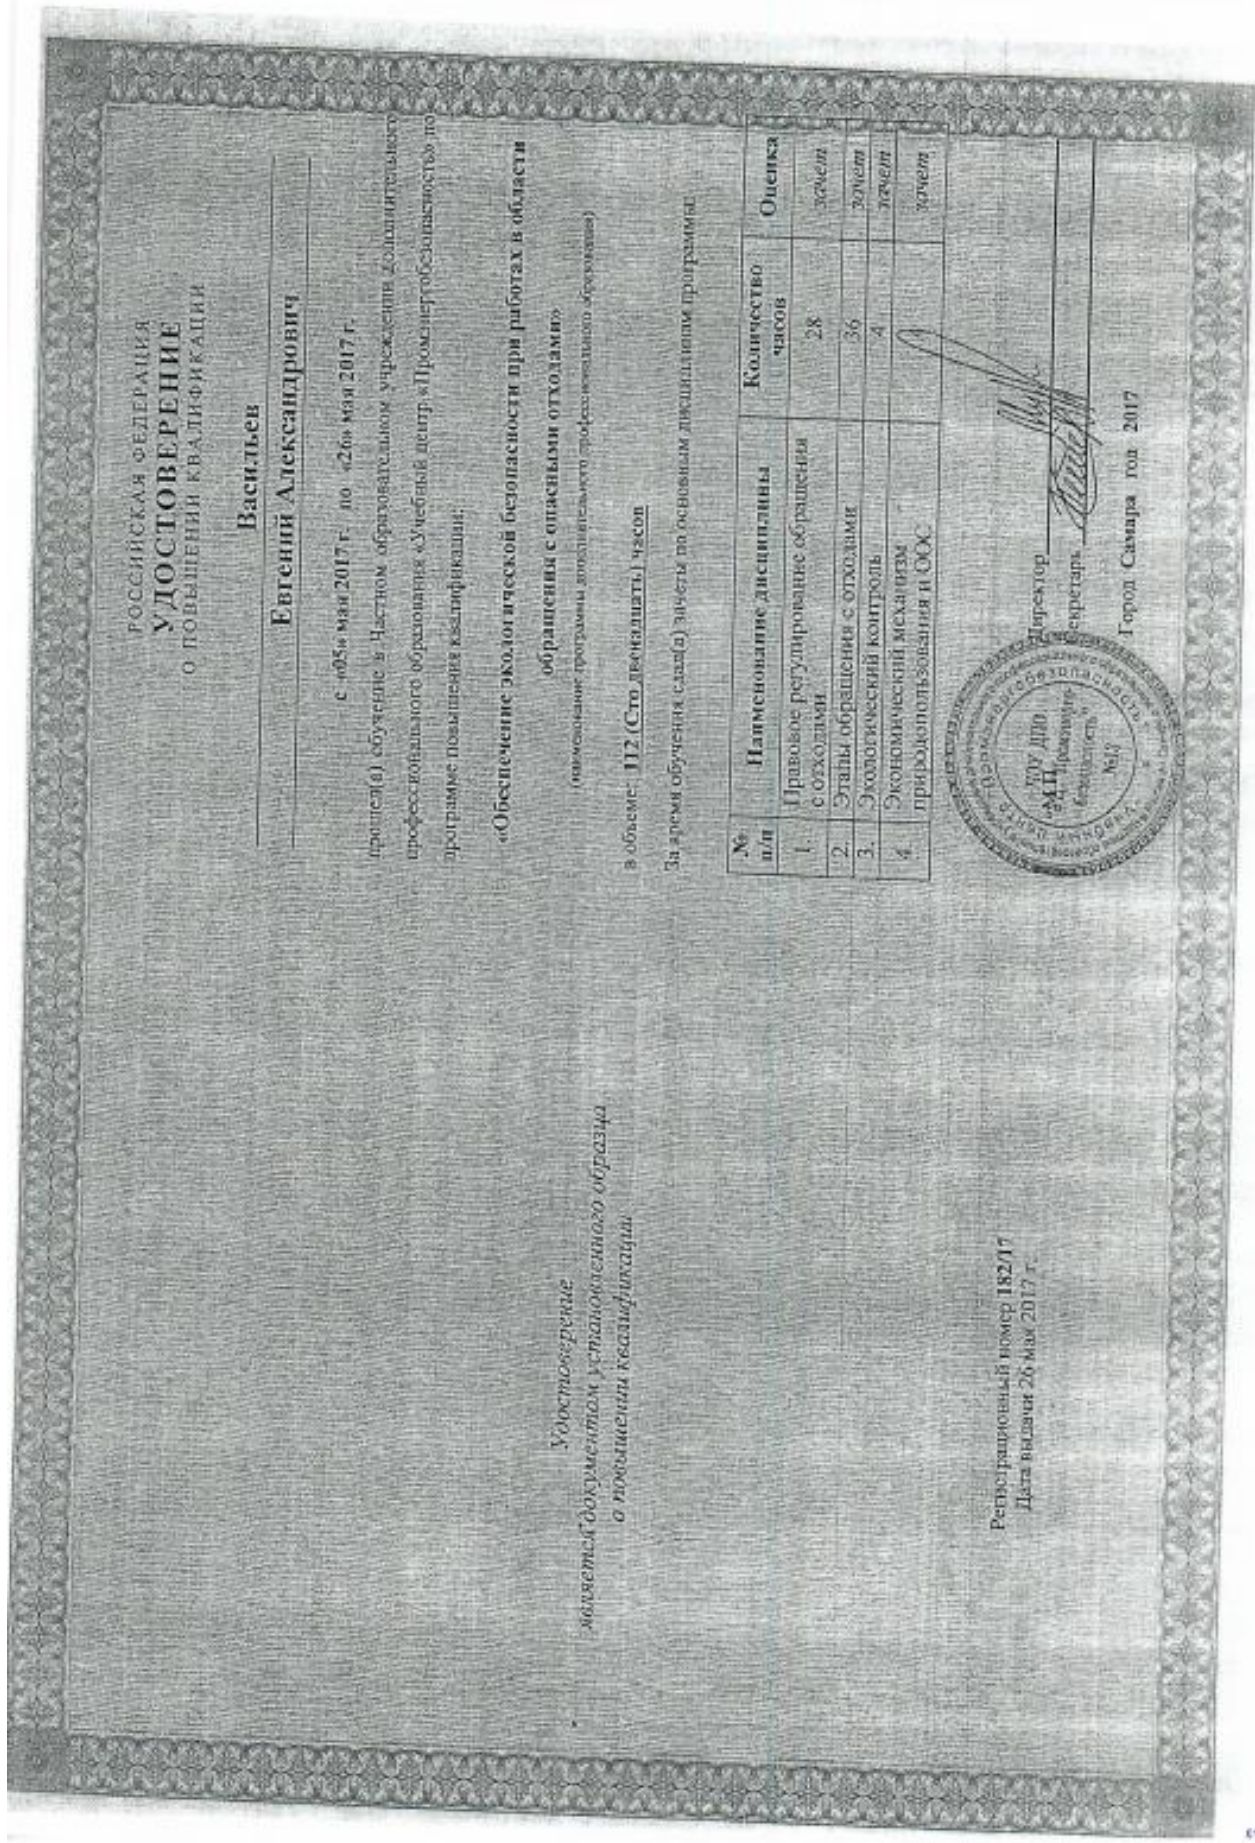 Удостоверение
является документом установленного образца
о повышении квалификации
Регистрационный номер 182/17
Дата выдачи 26 мая 2017 г.
РОССИЙСКАЯ ФЕДЕРАЦИЯ
УДОСТОВЕРЕНИЕ
О ПОВЫШЕНИИ КВАЛИФИКАЦИИ
Васильев
Евгений Александрович
с «05» мая 2017 г. по «26» мая 2017 г.
прошел(а) обучение в Частном образовательном учреждении дополнительного
профессионального образования «Учебный центр «Промэнергобезопасность» по
программе повышения квалификации:
«Обеспечение экологической безопасности при работах в области
обращения с опасными отходами»
(наименование программы дополнительного профессионального образования)
в объеме: 112 (Сто двенадцать) часов
За время обучения сдал(а) зачеты по основным дисциплинам программы:
№ п/п Наименование дисциплины Количество часов Оценка
1. Правовое регулирование обращения с отходами 28 зачет
2. Этапы обращения с отходами 36 зачет
3. Экологический контроль 4 зачет
4. Экономический механизм природопользования и ООС зачет
Директор
Секретарь
М.П.
ЧОУ ДПО
Город Самара год 2017